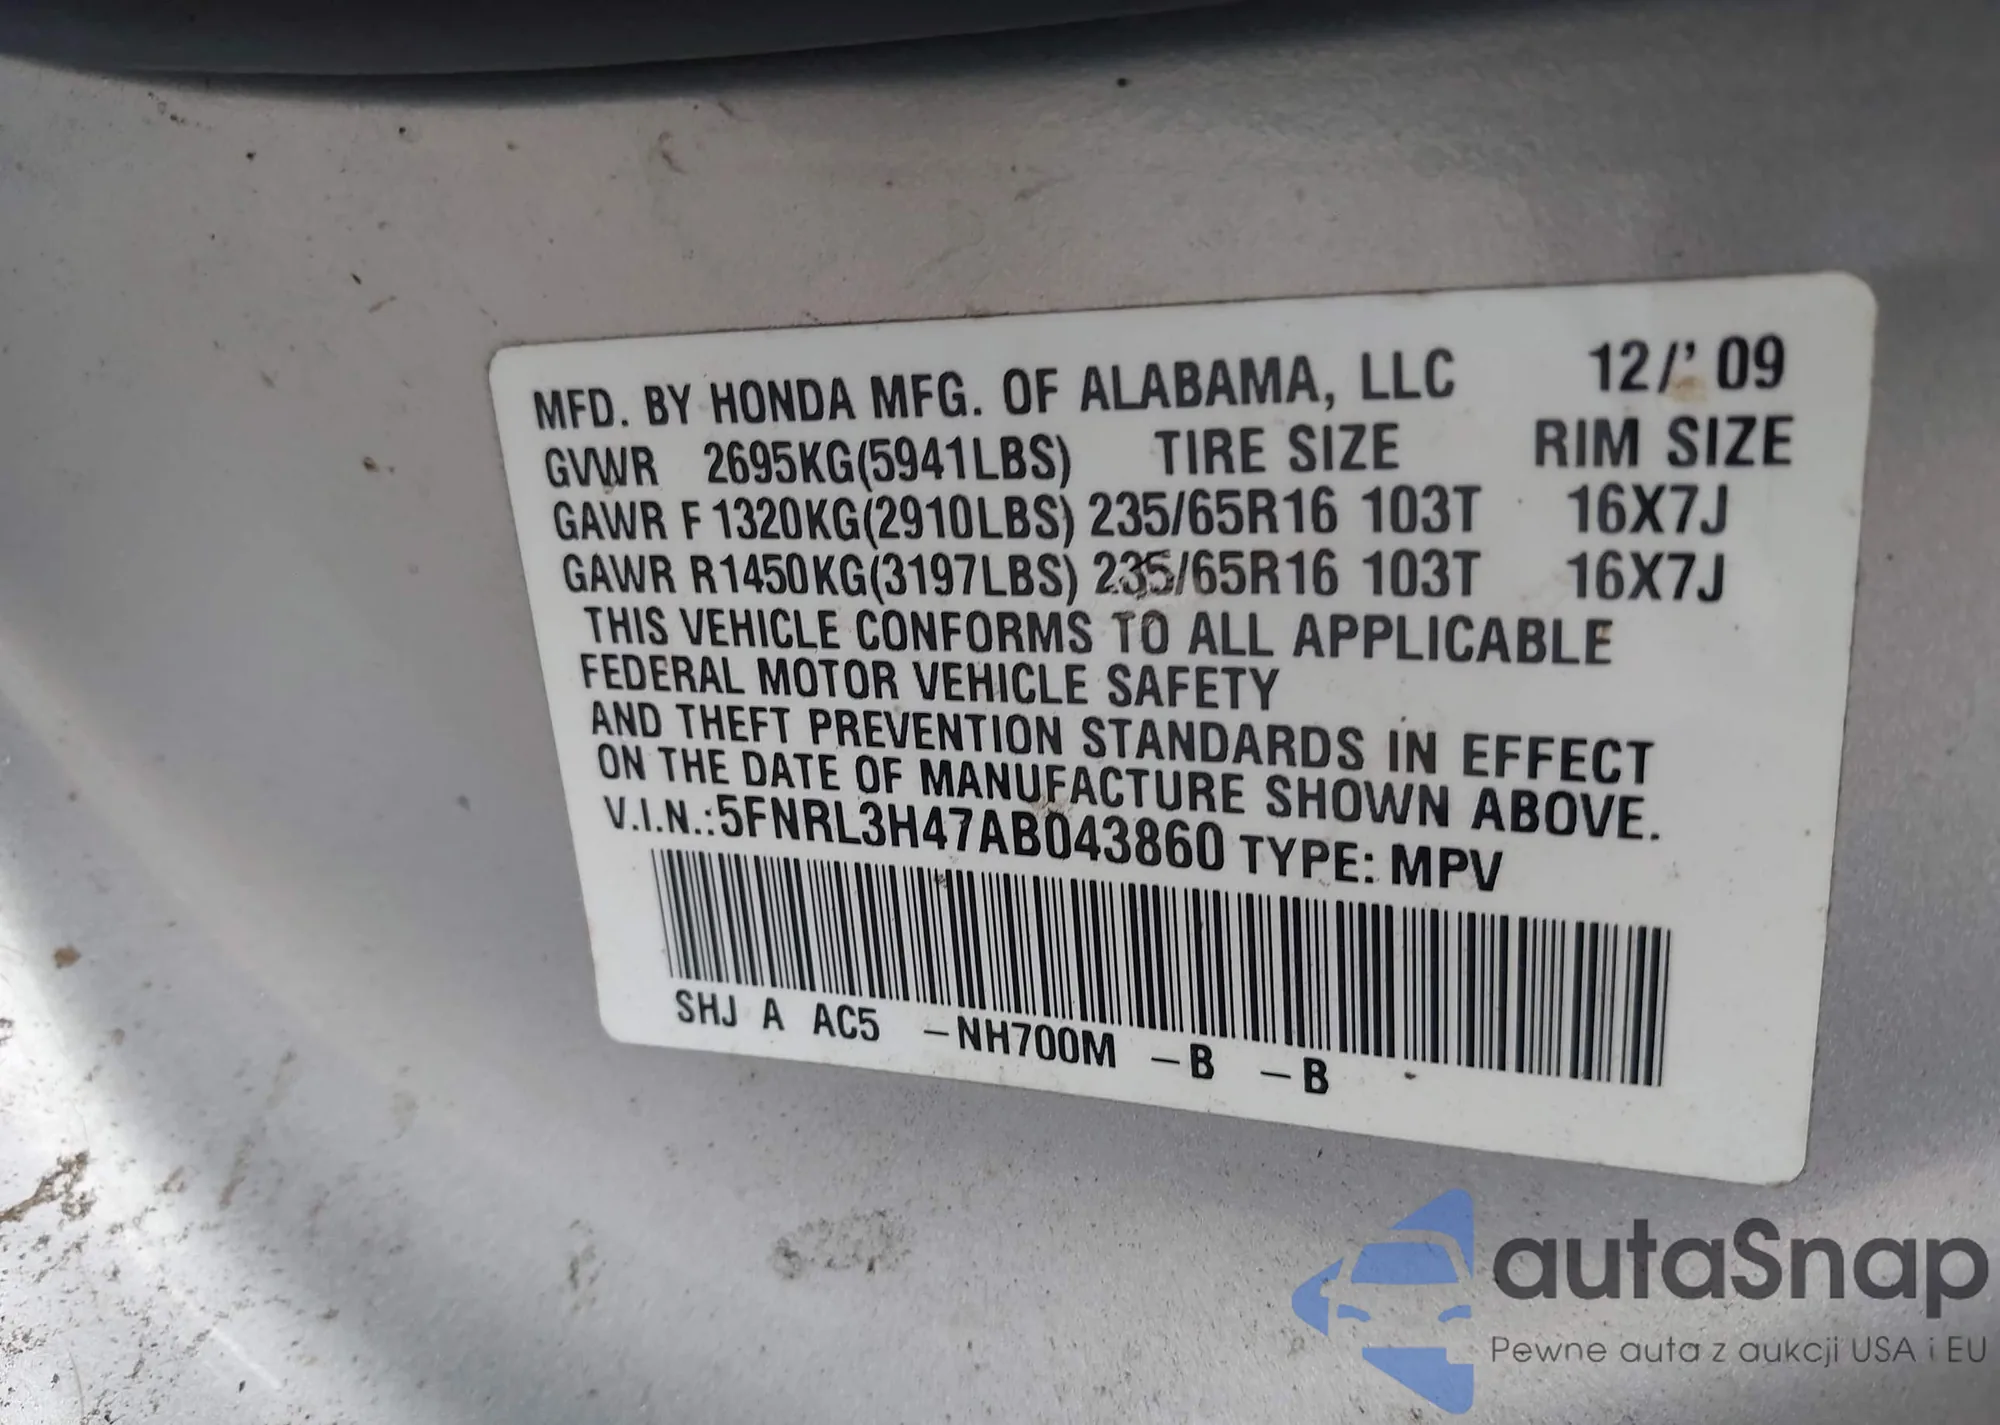 MFD. BY HONDA MFG. OF ALABAMA, LLC 12/' 09
GVWR 2695KG(5941LBS) TIRE SIZE RIM SIZE
GAWR F 1320KG(2910LBS) 235/65R16 103T 16X7J
GAWR R1450KG(3197LBS) 235/65R16 103T 16X7J
THIS VEHICLE CONFORMS TO ALL APPLICABLE
FEDERAL MOTOR VEHICLE SAFETY
AND THEFT PREVENTION STANDARDS IN EFFECT
ON THE DATE OF MANUFACTURE SHOWN ABOVE.
V.I.N.:5FNRL3H47AB043860 TYPE: MPV
SHJ A AC5 –NH700M –B –B
autaSnap
Pewne auta z aukcji USA i EU